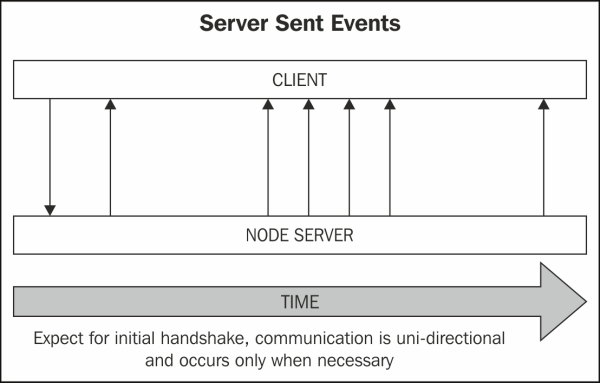 Server Sent Events
CLIENT
NODE SERVER
TIME
Expect for initial handshake, communication is uni-directional
and occurs only when necessary